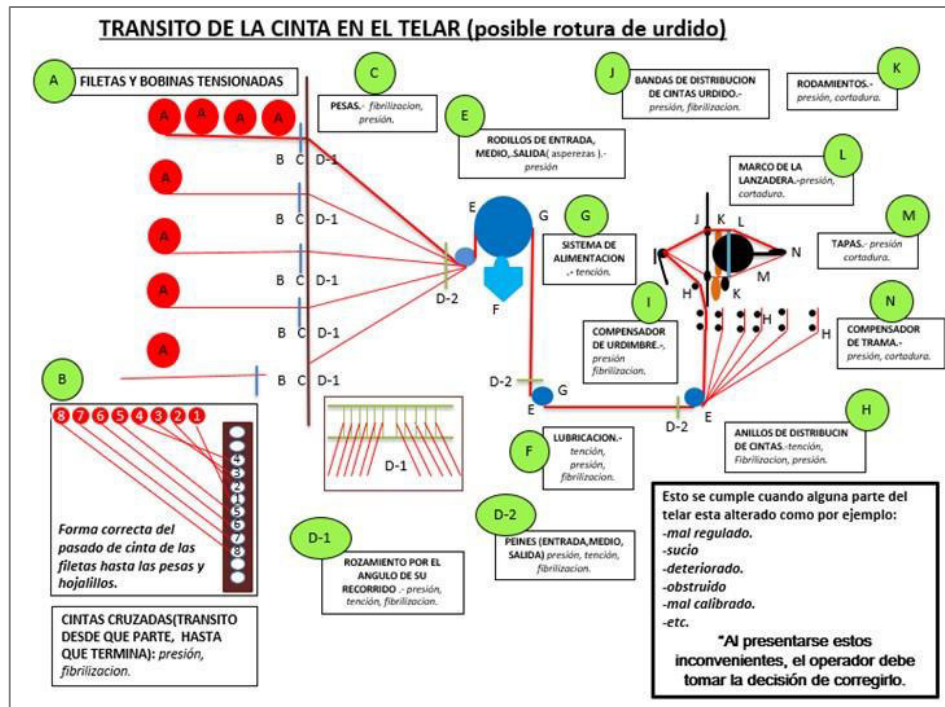 TRANSITO DE LA CINTA EN EL TELAR (posible rotura de urdido)
A
FILETAS Y BOBINAS TENSIONADAS
C
PESAS.- fibrilizacion,
presión.
E
RODILLOS DE ENTRADA,
MEDIO,.SALIDA( asperezas ).-
presión
J
BANDAS DE DISTRIBUCION
DE CINTAS URDIDO.-
presión, fibrilizacion.
K
RODAMIENTOS.-
presión, cortadura.
L
MARCO DE LA
LANZADERA.-presión,
cortadura.
G
SISTEMA DE
ALIMENTACION
.- tención.
M
TAPAS.- presión
cortadura.
I
COMPENSADOR
DE URDIMBRE.-,
presión
fibrilizacion.
N
COMPENSADOR
DE TRAMA.-
presión, cortadura.
H
ANILLOS DE DISTRIBUCIN
DE CINTAS.-tención,
Fibrilizacion, presión.
F
LUBRICACION.-
tención,
presión,
fibrilizacion.
A A A A
B C D-1
A
B C D-1
A
B C D-1
A
B C D-1
A
B C D-1
E G
F
D-2
D-2
E G
D-2
E
J K L
I N
M
H K
H
H
B
8 7 6 5 4 3 2 1
4
3
2
1
5
6
7
8
Forma correcta del
pasado de cinta de las
filetas hasta las pesas y
hojalillos.
CINTAS CRUZADAS(TRANSITO
DESDE QUE PARTE, HASTA
QUE TERMINA): presión,
fibrilizacion.
D-1
D-1
ROZAMIENTO POR EL
ANGULO DE SU
RECORRIDO .- presión,
tención, fibrilizacion.
D-2
PEINES (ENTRADA,MEDIO,
SALIDA) presión, tención,
fibrilizacion.
Esto se cumple cuando alguna parte del
telar esta alterado como por ejemplo:
-mal regulado.
-sucio
-deteriorado.
-obstruido
-mal calibrado.
-etc.
"Al presentarse estos
inconvenientes, el operador debe
tomar la decisión de corregirlo.